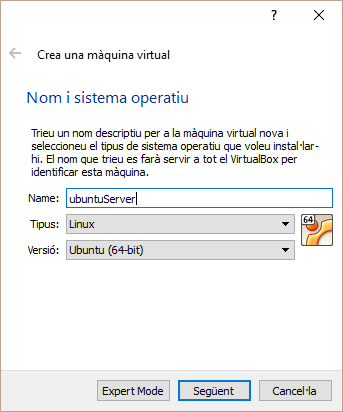 ?
Crea una màquina virtual
Nom i sistema operatiu
Trieu un nom descriptiu per a la màquina virtual nova i
seleccioneu el tipus de sistema operatiu que voleu instal·lar-
hi. El nom que trieu es farà servir a tot el VirtualBox per
identificar esta màquina.
Name: ubuntuServer
Tipus: Linux
64
Versió: Ubuntu (64-bit)
Expert Mode Següent Cancel·la